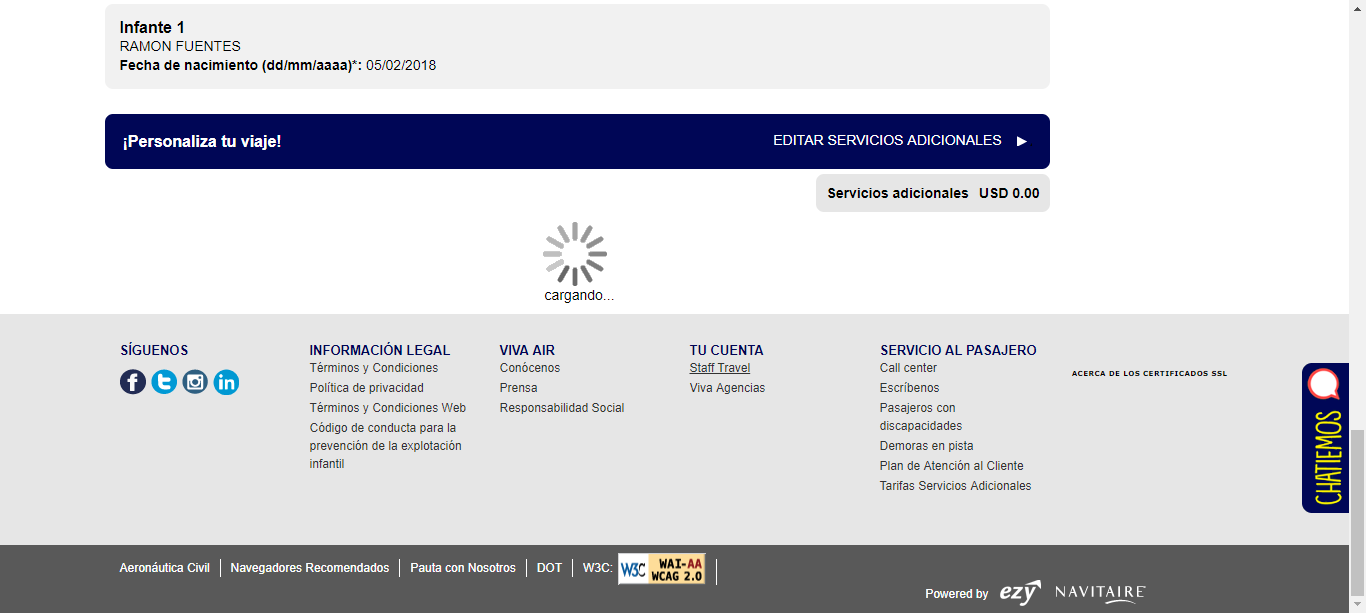 Infante 1
RAMON FUENTES
Fecha de nacimiento (dd/mm/aaaa)*: 05/02/2018
¡Personaliza tu viaje!
EDITAR SERVICIOS ADICIONALES
Servicios adicionales USD 0.00
cargando...
SÍGUENOS
INFORMACIÓN LEGAL
Términos y Condiciones
Política de privacidad
Términos y Condiciones Web
Código de conducta para la
prevención de la explotación
infantil
VIVA AIR
Conócenos
Prensa
Responsabilidad Social
TU CUENTA
Staff Travel
Viva Agencias
SERVICIO AL PASAJERO
Call center
Escríbenos
Pasajeros con
discapacidades
Demoras en pista
Plan de Atención al Cliente
Tarifas Servicios Adicionales
ACERCA DE LOS CERTIFICADOS SSL
CHATIEMOS
Aeronáutica Civil
Navegadores Recomendados
Pauta con Nosotros
DOT
W3C:
W3C WAI-AA
WCAG 2.0
Powered by ezy NAVITAIRE